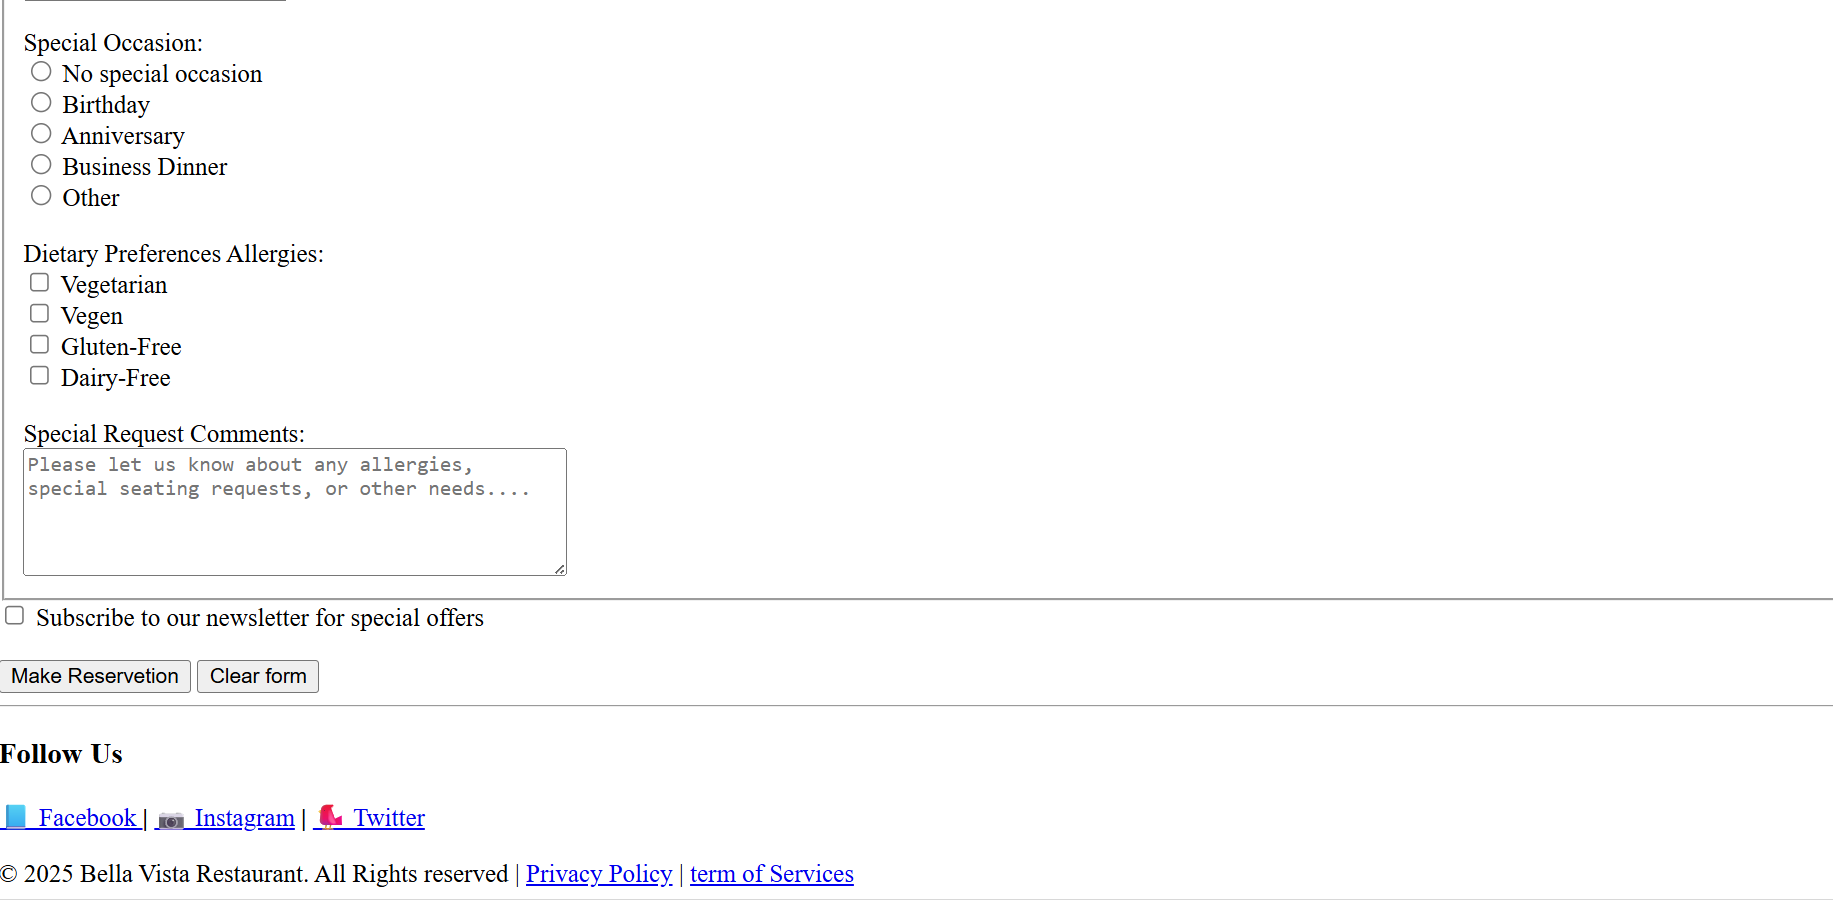 Special Occasion:
No special occasion
Birthday
Anniversary
Business Dinner
Other
Dietary Preferences Allergies:
Vegetarian
Vegen
Gluten-Free
Dairy-Free
Special Request Comments:
Please let us know about any allergies,
special seating requests, or other needs....
Subscribe to our newsletter for special offers
Make Reservetion Clear form
Follow Us
Facebook | Instagram | Twitter
© 2025 Bella Vista Restaurant. All Rights reserved | Privacy Policy | term of Services